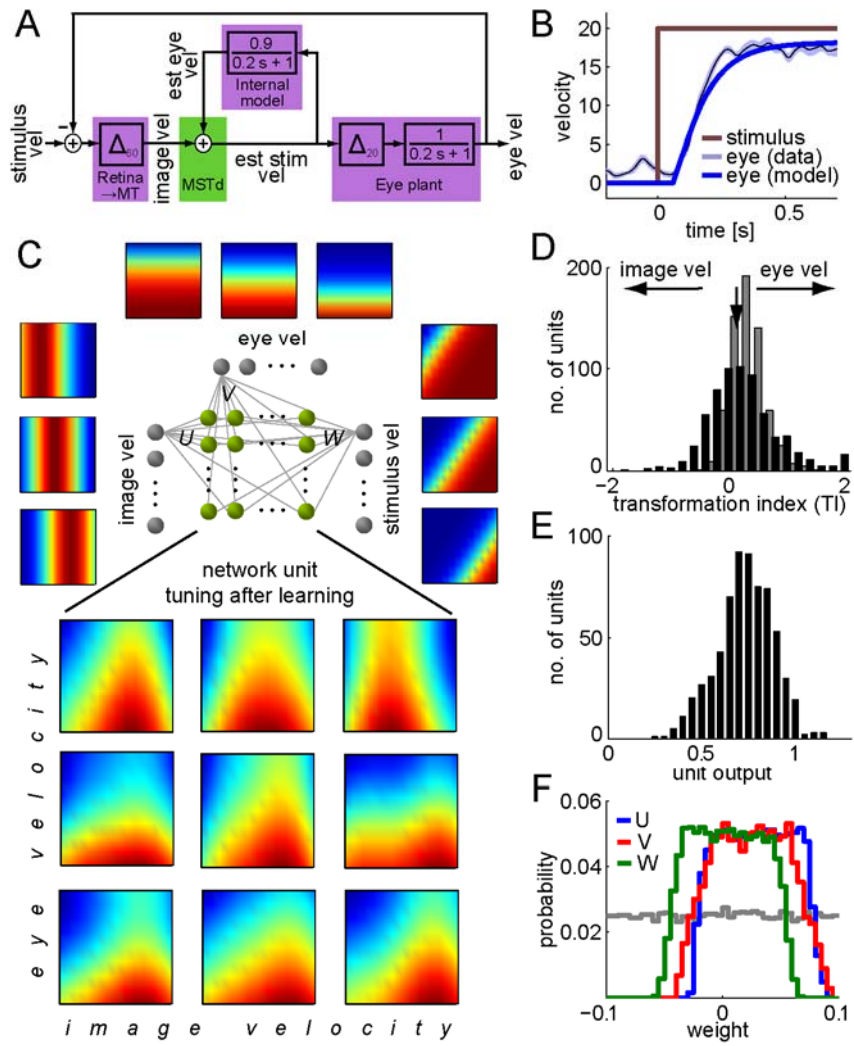 A
stimulus vel
−
+
Δ60
Retina →MT
image vel
est eye vel
0.9
0.2 s + 1
Internal model
+
MSTd
est stim vel
Δ20
1
0.2 s + 1
Eye plant
eye vel
B
velocity
20
15
10
5
0
stimulus
eye (data)
eye (model)
0
0.5
time [s]
C
eye vel
image vel
U
V
W
stimulus vel
network unit
tuning after learning
eye velocity
image velocity
D
image vel
eye vel
no. of units
200
100
0
−2
0
2
transformation index (TI)
E
no. of units
100
50
0
0
0.5
1
unit output
F
probability
0.06
0.04
0.02
0
U
V
W
-0.1
0
0.1
weight